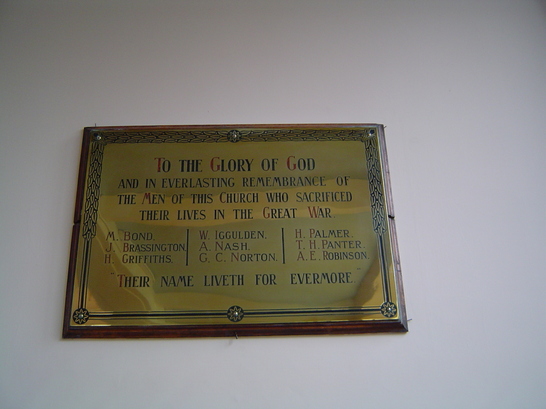 To the Glory of God
and in everlasting remembrance of
the Men of this Church who sacrificed
their lives in the Great War.
M. Bond. W. Iggulden. H. Palmer.
J. Brassington A. Nash. T. H. Panter.
H. Griffiths. G. C. Norton. A. E. Robinson.
"Their name liveth for evermore."